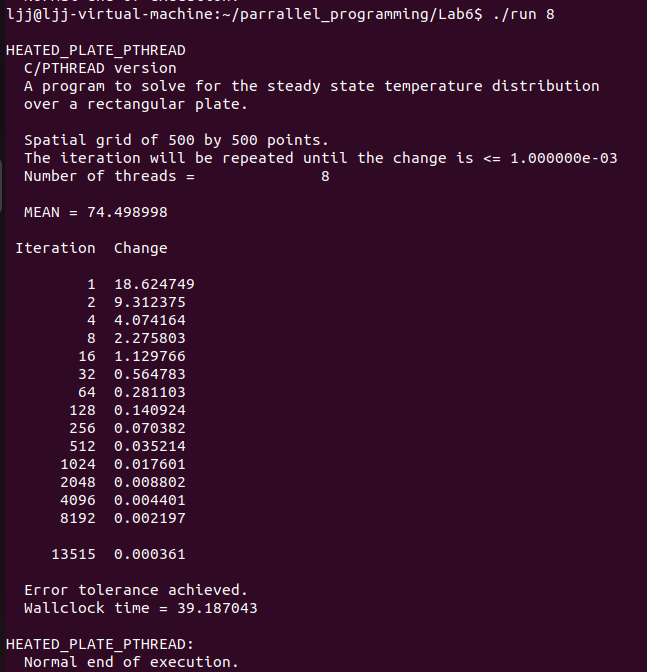 ljj@ljj-virtual-machine:~/parrallel_programming/Lab6$ ./run 8
HEATED_PLATE_PTHREAD
C/PTHREAD version
A program to solve for the steady state temperature distribution
over a rectangular plate.
Spatial grid of 500 by 500 points.
The iteration will be repeated until the change is <= 1.000000e-03
Number of threads = 8
MEAN = 74.498998
Iteration Change
1 18.624749
2 9.312375
4 4.074164
8 2.275803
16 1.129766
32 0.564783
64 0.281103
128 0.140924
256 0.070382
512 0.035214
1024 0.017601
2048 0.008802
4096 0.004401
8192 0.002197
13515 0.000361
Error tolerance achieved.
Wallclock time = 39.187043
HEATED_PLATE_PTHREAD:
Normal end of execution.